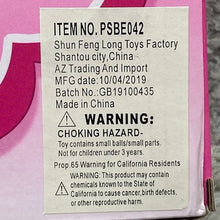 ITEM NO. PSBE042
Shun Feng Long Toys Factory
Shantou city,China
AZ Trading And Import
MFG Date: 10/04/2019
Batch No.:GB19100435
Made in China
WARNING:
CHOKING HAZARD-
Toy contains small balls and/or small parts.
Not for children under 3 years.
Prop.65 Warning for California Residents
WARNING: This product may contain
chemicals known to the State of
California to cause cancer, birth defects,
or other reproductive harm.